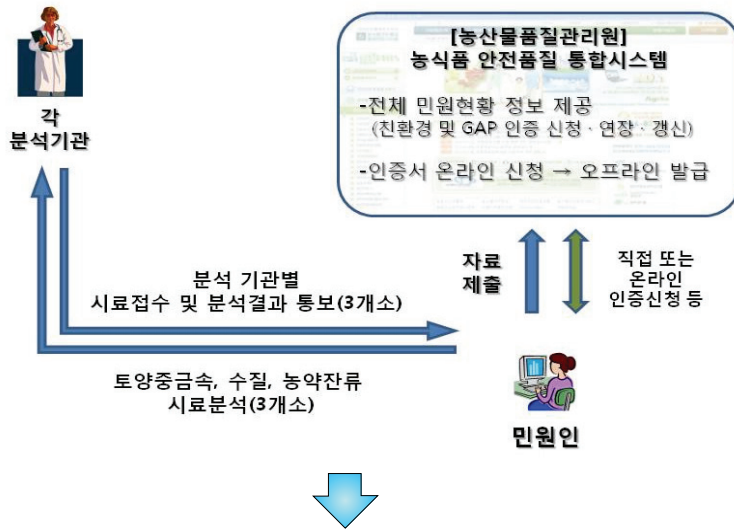 [농산물품질관리원]
농식품 안전품질 통합시스템
-전체 민원현황 정보 제공
(친환경 및 GAP 인증 신청 · 연장 · 갱신)
-인증서 온라인 신청 → 오프라인 발급
각
분석기관
분석 기관별
시료접수 및 분석결과 통보(3개소)
자료
제출
직접 또는
온라인
인증신청 등
토양중금속, 수질, 농약잔류
시료분석(3개소)
민원인